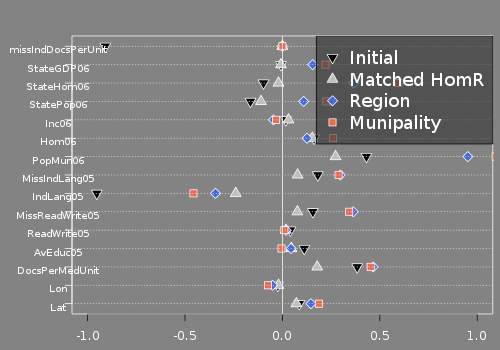 missIndDocsPerUnit
StateGDP06
StateHom06
StatePop06
Inc06
Hom06
PopMun06
MissIndLang05
IndLang05
MissReadWrite05
ReadWrite05
AvEduc05
DocsPerMedUnit
Lon
Lat
Initial
Matched HomR
Region
Munipality
-1.0 -0.5 0.0 0.5 1.0